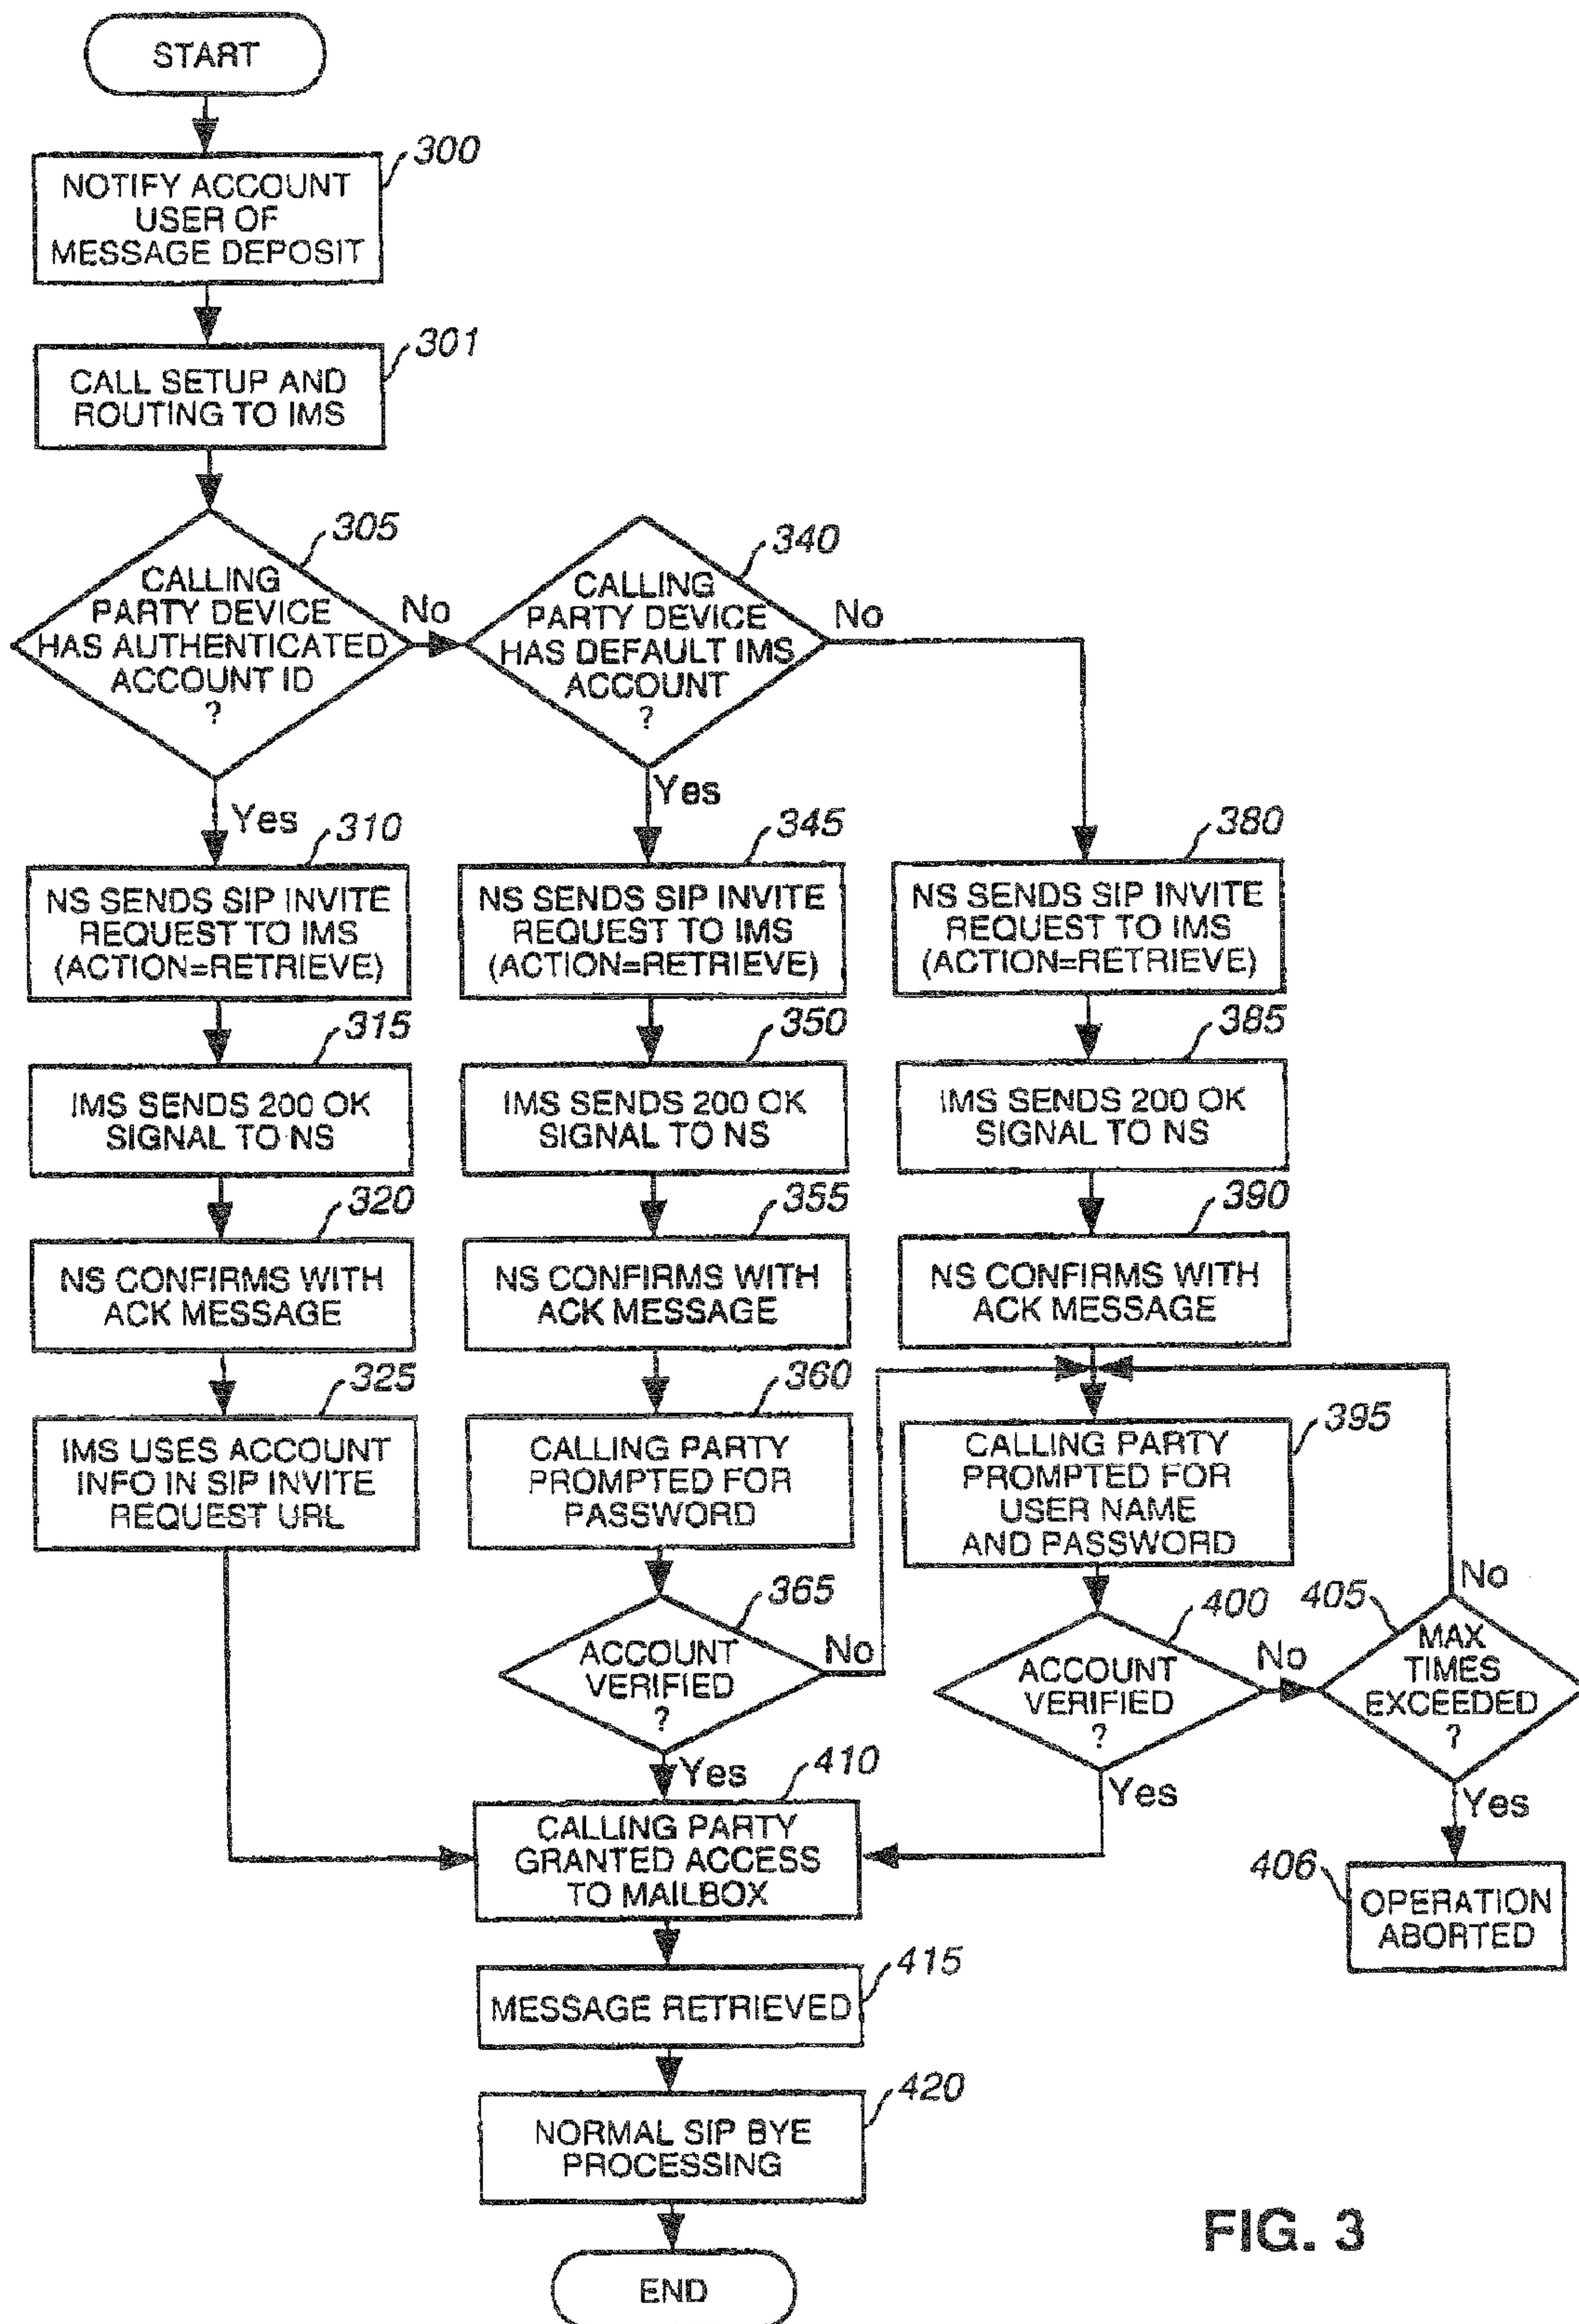 START
300
NOTIFY ACCOUNT
USER OF
MESSAGE DEPOSIT
301
CALL SETUP AND
ROUTING TO IMS
305
CALLING
PARTY DEVICE
HAS AUTHENTICATED
ACCOUNT ID
?
No
340
CALLING
PARTY DEVICE
HAS DEFAULT IMS
ACCOUNT
?
No
Yes
310
NS SENDS SIP INVITE
REQUEST TO IMS
(ACTION=RETRIEVE)
315
IMS SENDS 200 OK
SIGNAL TO NS
320
NS CONFIRMS WITH
ACK MESSAGE
325
IMS USES ACCOUNT
INFO IN SIP INVITE
REQUEST URL
Yes
345
NS SENDS SIP INVITE
REQUEST TO IMS
(ACTION=RETRIEVE)
350
IMS SENDS 200 OK
SIGNAL TO NS
355
NS CONFIRMS WITH
ACK MESSAGE
360
CALLING PARTY
PROMPTED FOR
PASSWORD
365
ACCOUNT
VERIFIED
?
No
Yes
380
NS SENDS SIP INVITE
REQUEST TO IMS
(ACTION=RETRIEVE)
385
IMS SENDS 200 OK
SIGNAL TO NS
390
NS CONFIRMS WITH
ACK MESSAGE
395
CALLING PARTY
PROMPTED FOR
USER NAME
AND PASSWORD
400
ACCOUNT
VERIFIED
?
No
Yes
405
MAX
TIMES
EXCEEDED
?
No
Yes
406
OPERATION
ABORTED
410
CALLING PARTY
GRANTED ACCESS
TO MAILBOX
415
MESSAGE RETRIEVED
420
NORMAL SIP BYE
PROCESSING
END
FIG. 3